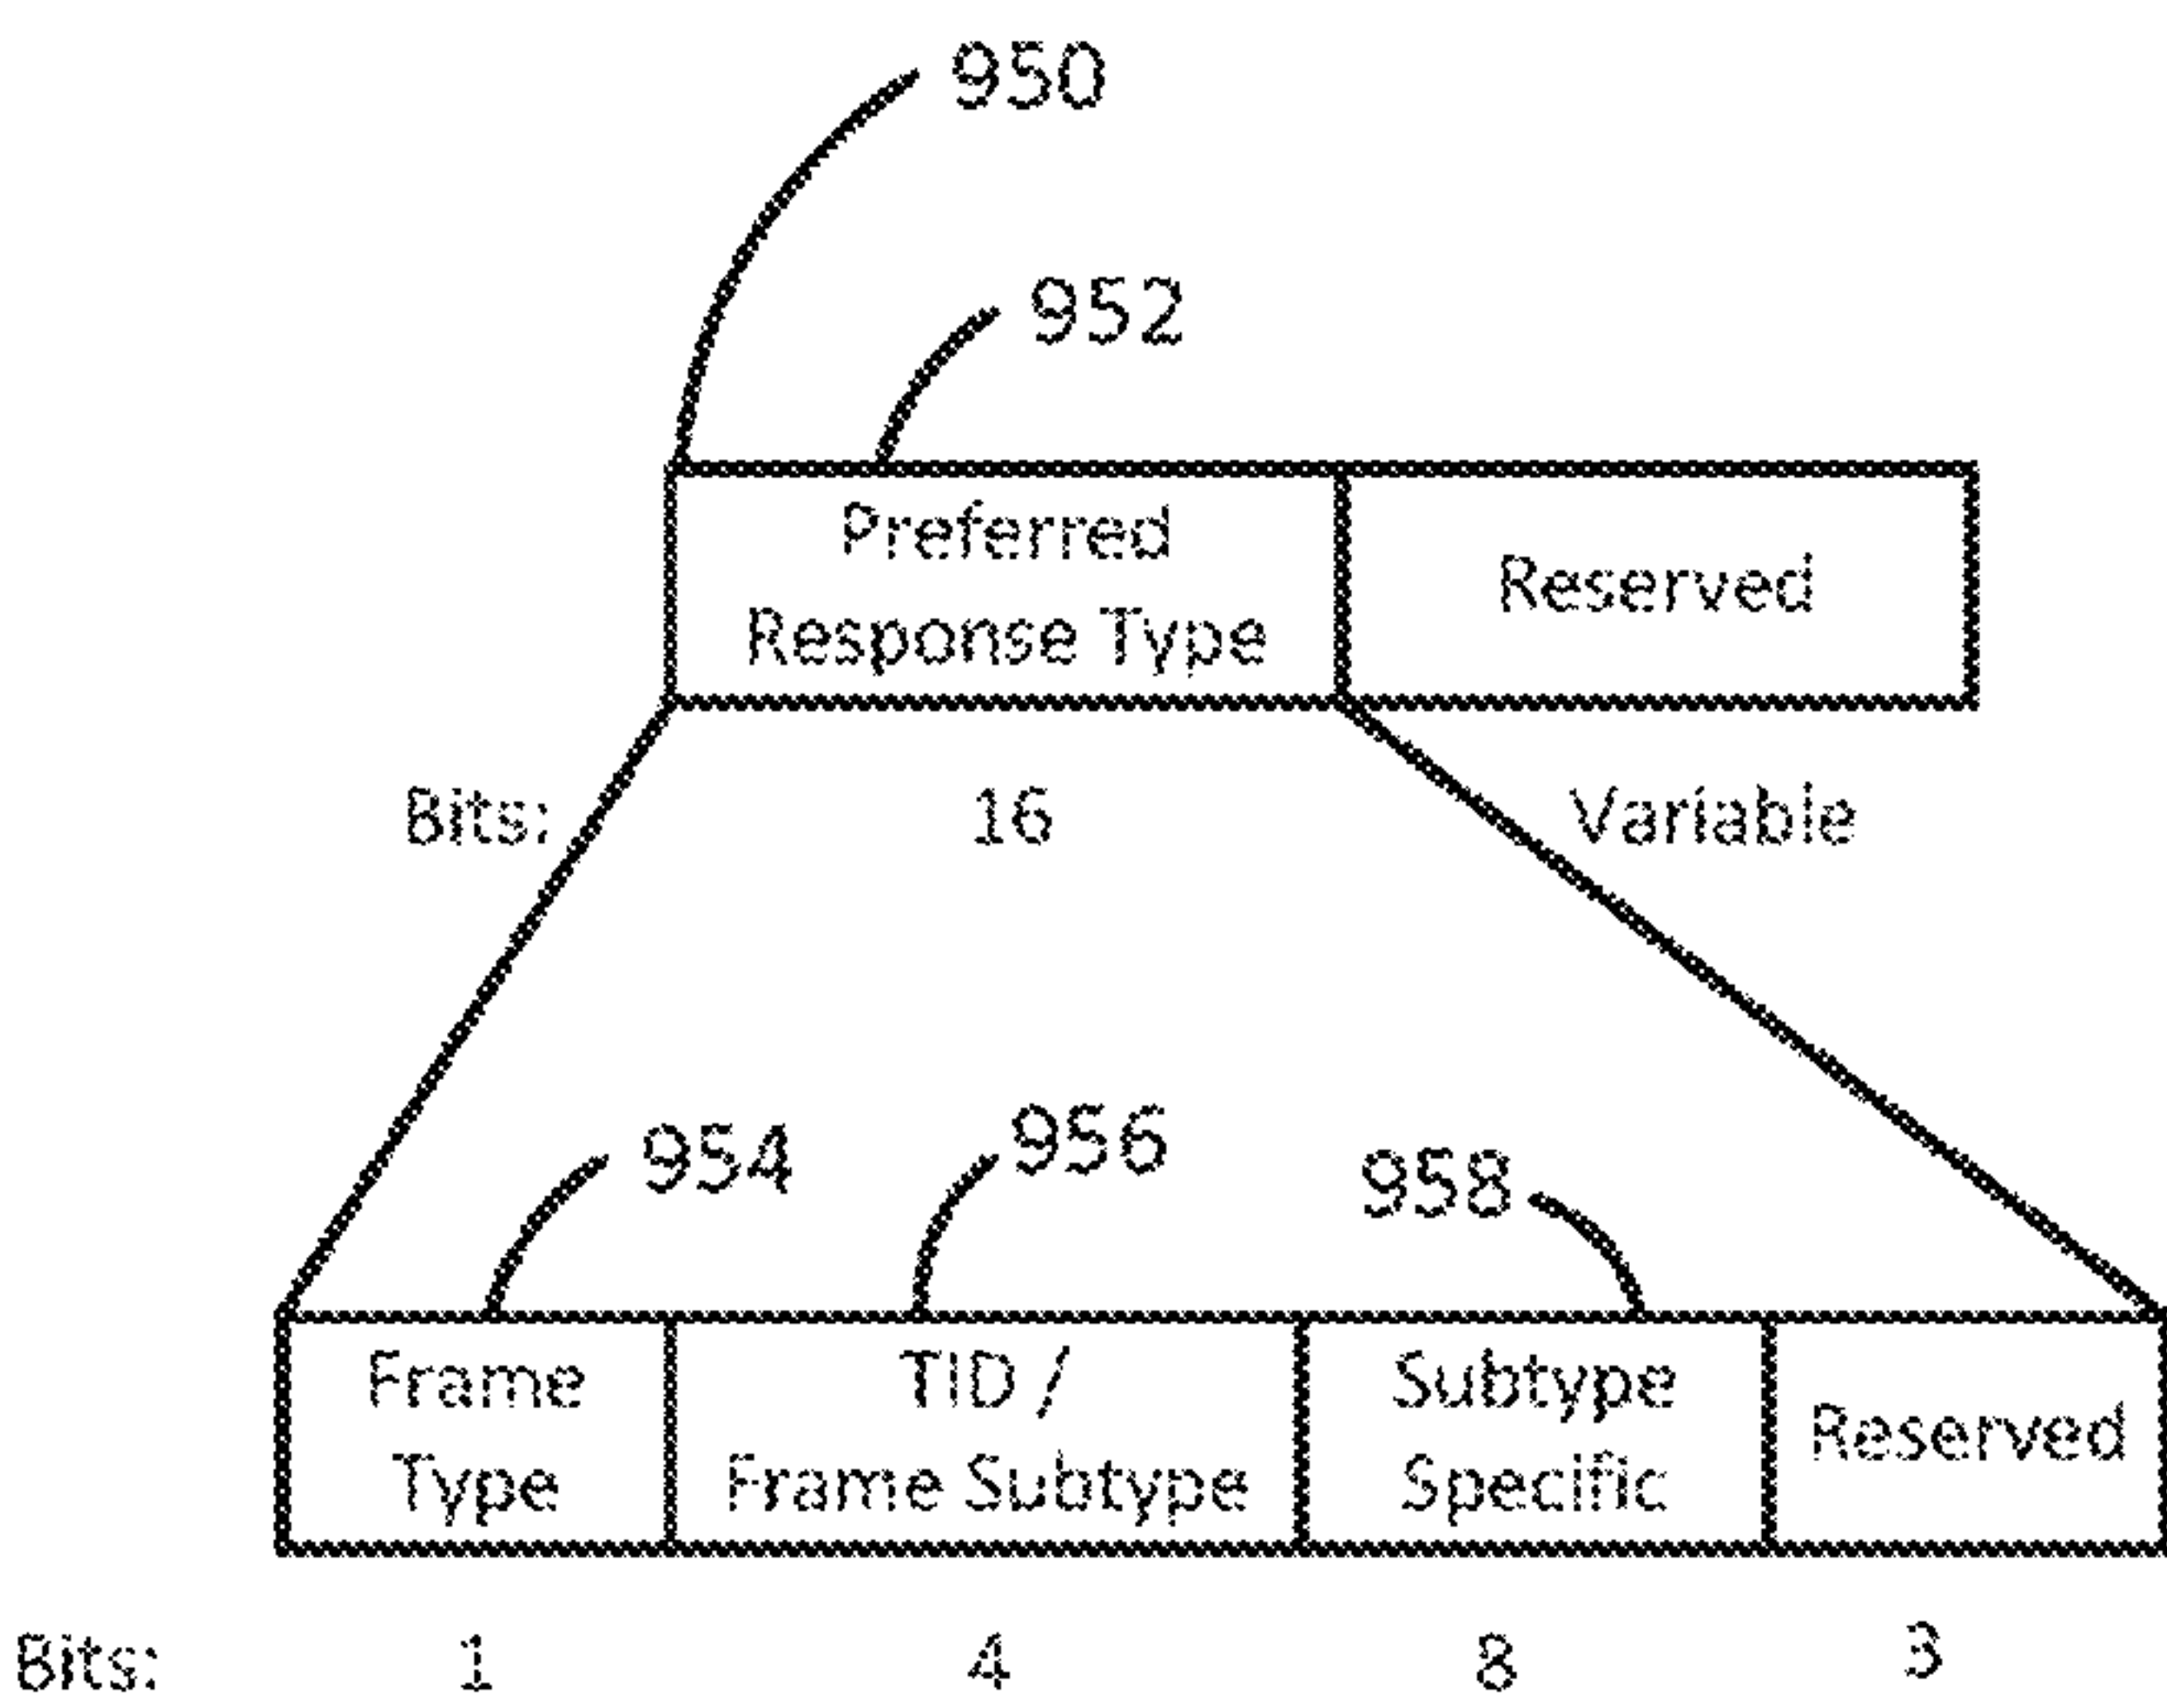 950
952
Preferred
Response Type
Reserved
Bits:
16
Variable
954
956
958
Frame
Type
TID /
Frame Subtype
Subtype
Specific
Reserved
Bits:
1
4
8
3